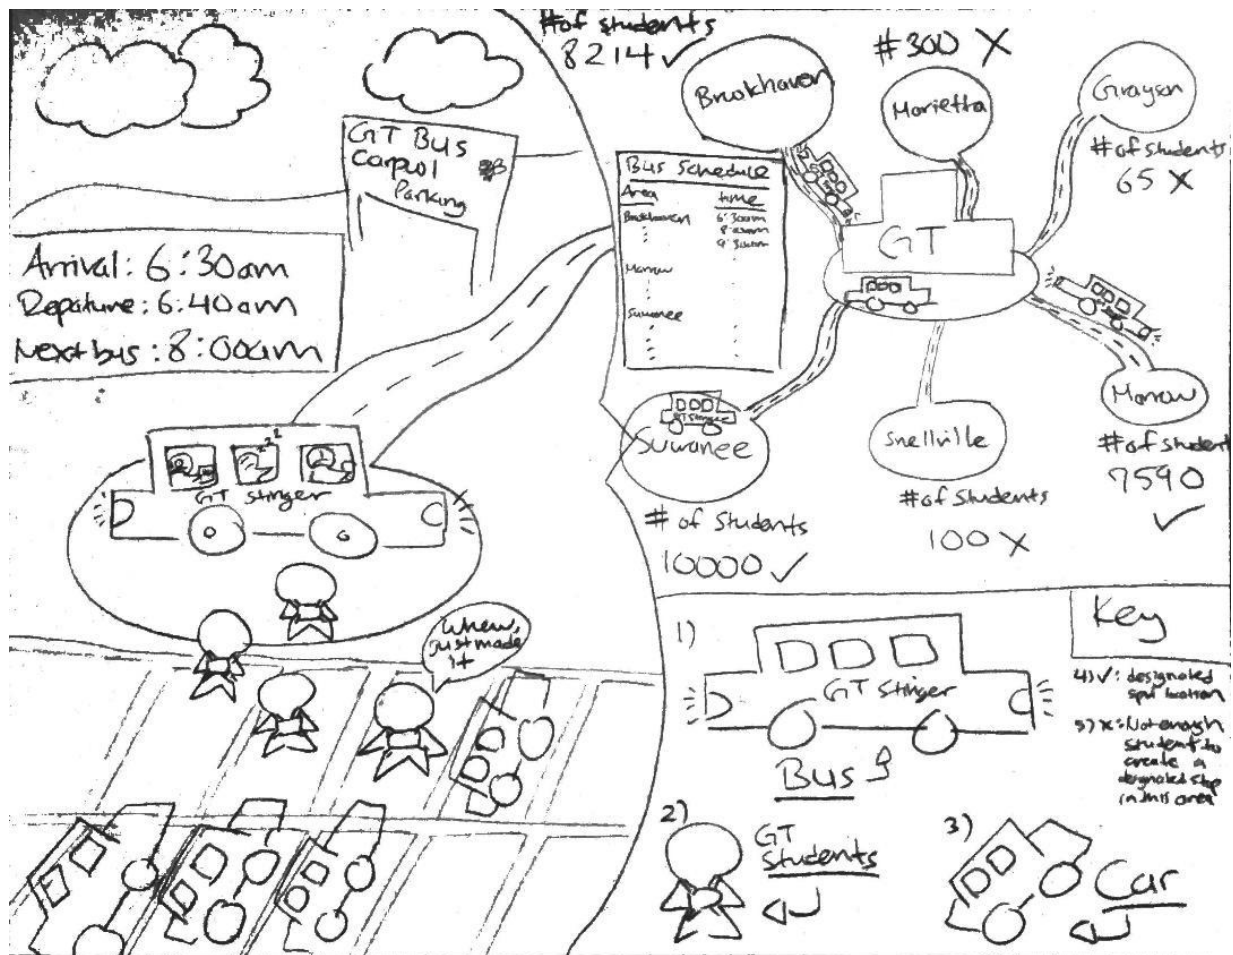 # of students
8214 ✓
GT Bus
Carpool
Parking
Arrival: 6:30am
Depature: 6:40am
Next bus: 8:00am
GT Stinger
Whew,
just made
it
Brookhaven
#300 X
Marietta
Grayson
# of students
65 X
Bus Schedule
Area time
Brookhaven 6:30am
8:00am
9:30am
Morrow
Suwanee
GT
Morrow
# of student
7590
✓
GT Stinger
Suwanee
# of Students
10000 ✓
Snellville
# of Students
100 X
Key
1)
GT Stinger
Bus
2)
GT
Students
3)
Car
4) ✓: designated
spot location
5) X: Not enough
student to
create a
designated stop
in this area